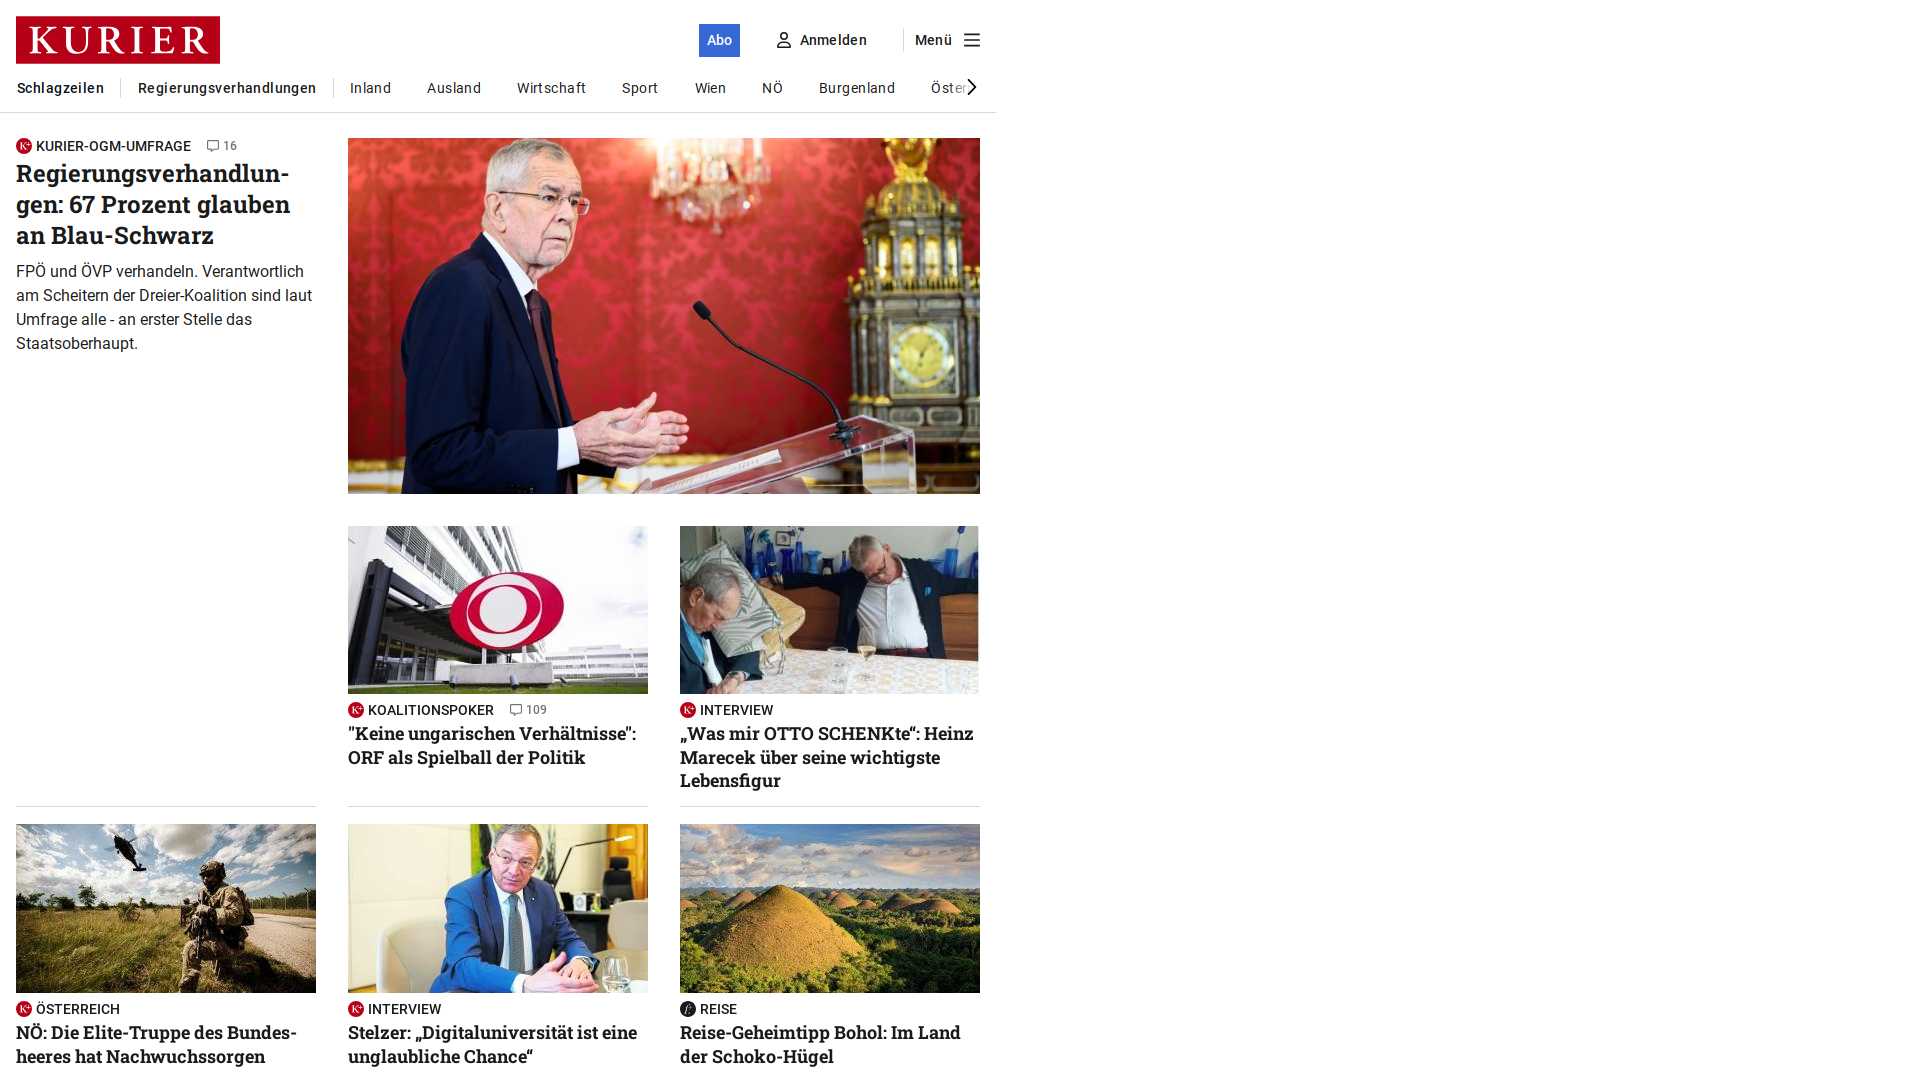 KURIER
Abo
Anmelden
Menü
Schlagzeilen
Regierungsverhandlungen
Inland
Ausland
Wirtschaft
Sport
Wien
NÖ
Burgenland
Öster
KURIER-OGM-UMFRAGE 16
Regierungsverhandlun-
gen: 67 Prozent glauben
an Blau-Schwarz
FPÖ und ÖVP verhandeln. Verantwortlich
am Scheitern der Dreier-Koalition sind laut
Umfrage alle - an erster Stelle das
Staatsoberhaupt.
KOALITIONSPOKER 109
"Keine ungarischen Verhältnisse":
ORF als Spielball der Politik
INTERVIEW
„Was mir OTTO SCHENKte“: Heinz
Marecek über seine wichtigste
Lebensfigur
ÖSTERREICH
NÖ: Die Elite-Truppe des Bundes-
heeres hat Nachwuchssorgen
INTERVIEW
Stelzer: „Digitaluniversität ist eine
unglaubliche Chance“
REISE
Reise-Geheimtipp Bohol: Im Land
der Schoko-Hügel